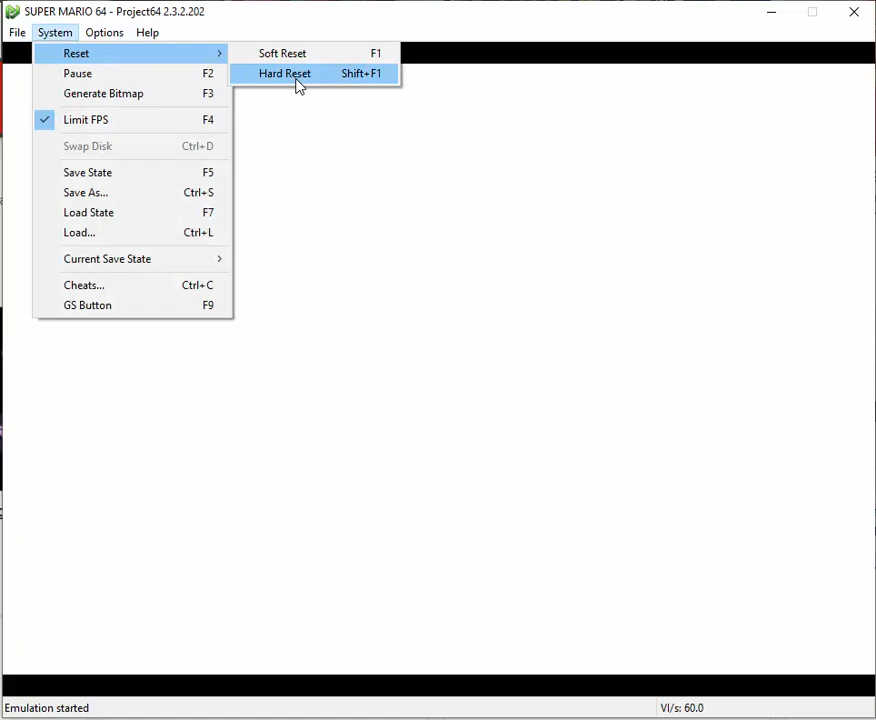 SUPER MARIO 64 - Project64 2.3.2.202
File System Options Help
Reset
Soft Reset F1
Hard Reset Shift+F1
Pause F2
Generate Bitmap F3
Limit FPS F4
Swap Disk Ctrl+D
Save State F5
Save As... Ctrl+S
Load State F7
Load... Ctrl+L
Current Save State
Cheats... Ctrl+C
GS Button F9
Emulation started VI/s: 60.0